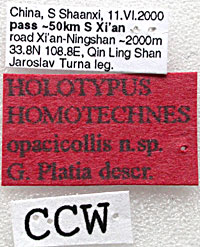 China, S Shaanxi, 11.VI.2000
pass ~50km S Xi'an
road Xi'an-Ningshan ~2000m
33.8N 108.8E, Qin Ling Shan
Jaroslav Turna leg.
HOLOTYPUS
HOMOTECHNES
opacicollis n.sp.
G. Platia descr.
CCW